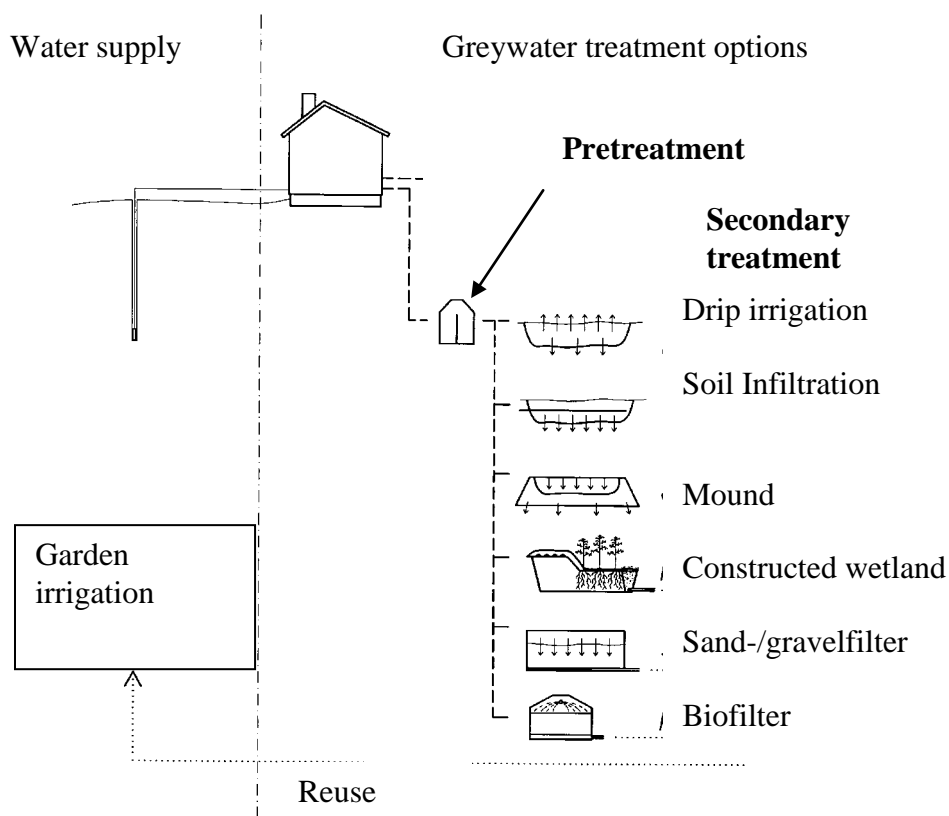 Water supply
Greywater treatment options
Pretreatment
Secondary
treatment
Drip irrigation
Soil Infiltration
Mound
Constructed wetland
Sand-/gravelfilter
Biofilter
Garden
irrigation
Reuse